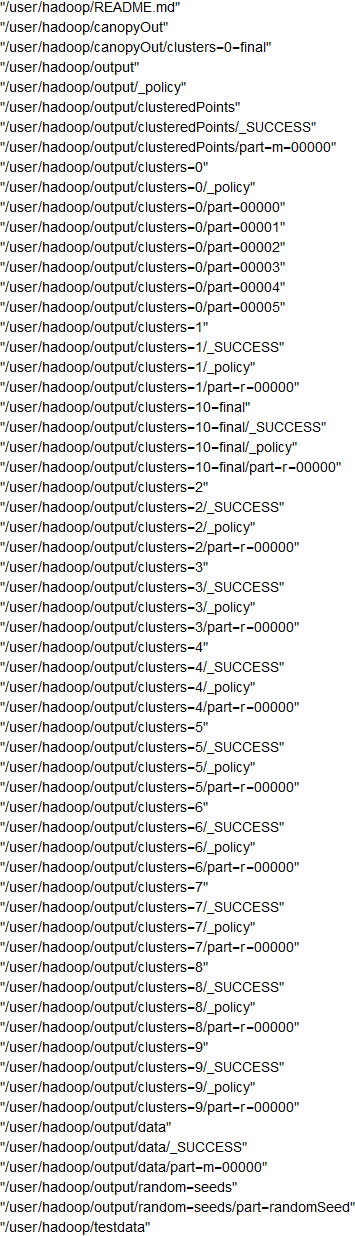 "/user/hadoop/README.md"
"/user/hadoop/canopyOut"
"/user/hadoop/canopyOut/clusters-0-final"
"/user/hadoop/output"
"/user/hadoop/output/_policy"
"/user/hadoop/output/clusteredPoints"
"/user/hadoop/output/clusteredPoints/_SUCCESS"
"/user/hadoop/output/clusteredPoints/part-m-00000"
"/user/hadoop/output/clusters-0"
"/user/hadoop/output/clusters-0/_policy"
"/user/hadoop/output/clusters-0/part-00000"
"/user/hadoop/output/clusters-0/part-00001"
"/user/hadoop/output/clusters-0/part-00002"
"/user/hadoop/output/clusters-0/part-00003"
"/user/hadoop/output/clusters-0/part-00004"
"/user/hadoop/output/clusters-0/part-00005"
"/user/hadoop/output/clusters-1"
"/user/hadoop/output/clusters-1/_SUCCESS"
"/user/hadoop/output/clusters-1/_policy"
"/user/hadoop/output/clusters-1/part-r-00000"
"/user/hadoop/output/clusters-10-final"
"/user/hadoop/output/clusters-10-final/_SUCCESS"
"/user/hadoop/output/clusters-10-final/_policy"
"/user/hadoop/output/clusters-10-final/part-r-00000"
"/user/hadoop/output/clusters-2"
"/user/hadoop/output/clusters-2/_SUCCESS"
"/user/hadoop/output/clusters-2/_policy"
"/user/hadoop/output/clusters-2/part-r-00000"
"/user/hadoop/output/clusters-3"
"/user/hadoop/output/clusters-3/_SUCCESS"
"/user/hadoop/output/clusters-3/_policy"
"/user/hadoop/output/clusters-3/part-r-00000"
"/user/hadoop/output/clusters-4"
"/user/hadoop/output/clusters-4/_SUCCESS"
"/user/hadoop/output/clusters-4/_policy"
"/user/hadoop/output/clusters-4/part-r-00000"
"/user/hadoop/output/clusters-5"
"/user/hadoop/output/clusters-5/_SUCCESS"
"/user/hadoop/output/clusters-5/_policy"
"/user/hadoop/output/clusters-5/part-r-00000"
"/user/hadoop/output/clusters-6"
"/user/hadoop/output/clusters-6/_SUCCESS"
"/user/hadoop/output/clusters-6/_policy"
"/user/hadoop/output/clusters-6/part-r-00000"
"/user/hadoop/output/clusters-7"
"/user/hadoop/output/clusters-7/_SUCCESS"
"/user/hadoop/output/clusters-7/_policy"
"/user/hadoop/output/clusters-7/part-r-00000"
"/user/hadoop/output/clusters-8"
"/user/hadoop/output/clusters-8/_SUCCESS"
"/user/hadoop/output/clusters-8/_policy"
"/user/hadoop/output/clusters-8/part-r-00000"
"/user/hadoop/output/clusters-9"
"/user/hadoop/output/clusters-9/_SUCCESS"
"/user/hadoop/output/clusters-9/_policy"
"/user/hadoop/output/clusters-9/part-r-00000"
"/user/hadoop/output/data"
"/user/hadoop/output/data/_SUCCESS"
"/user/hadoop/output/data/part-m-00000"
"/user/hadoop/output/random-seeds"
"/user/hadoop/output/random-seeds/part-randomSeed"
"/user/hadoop/testdata"